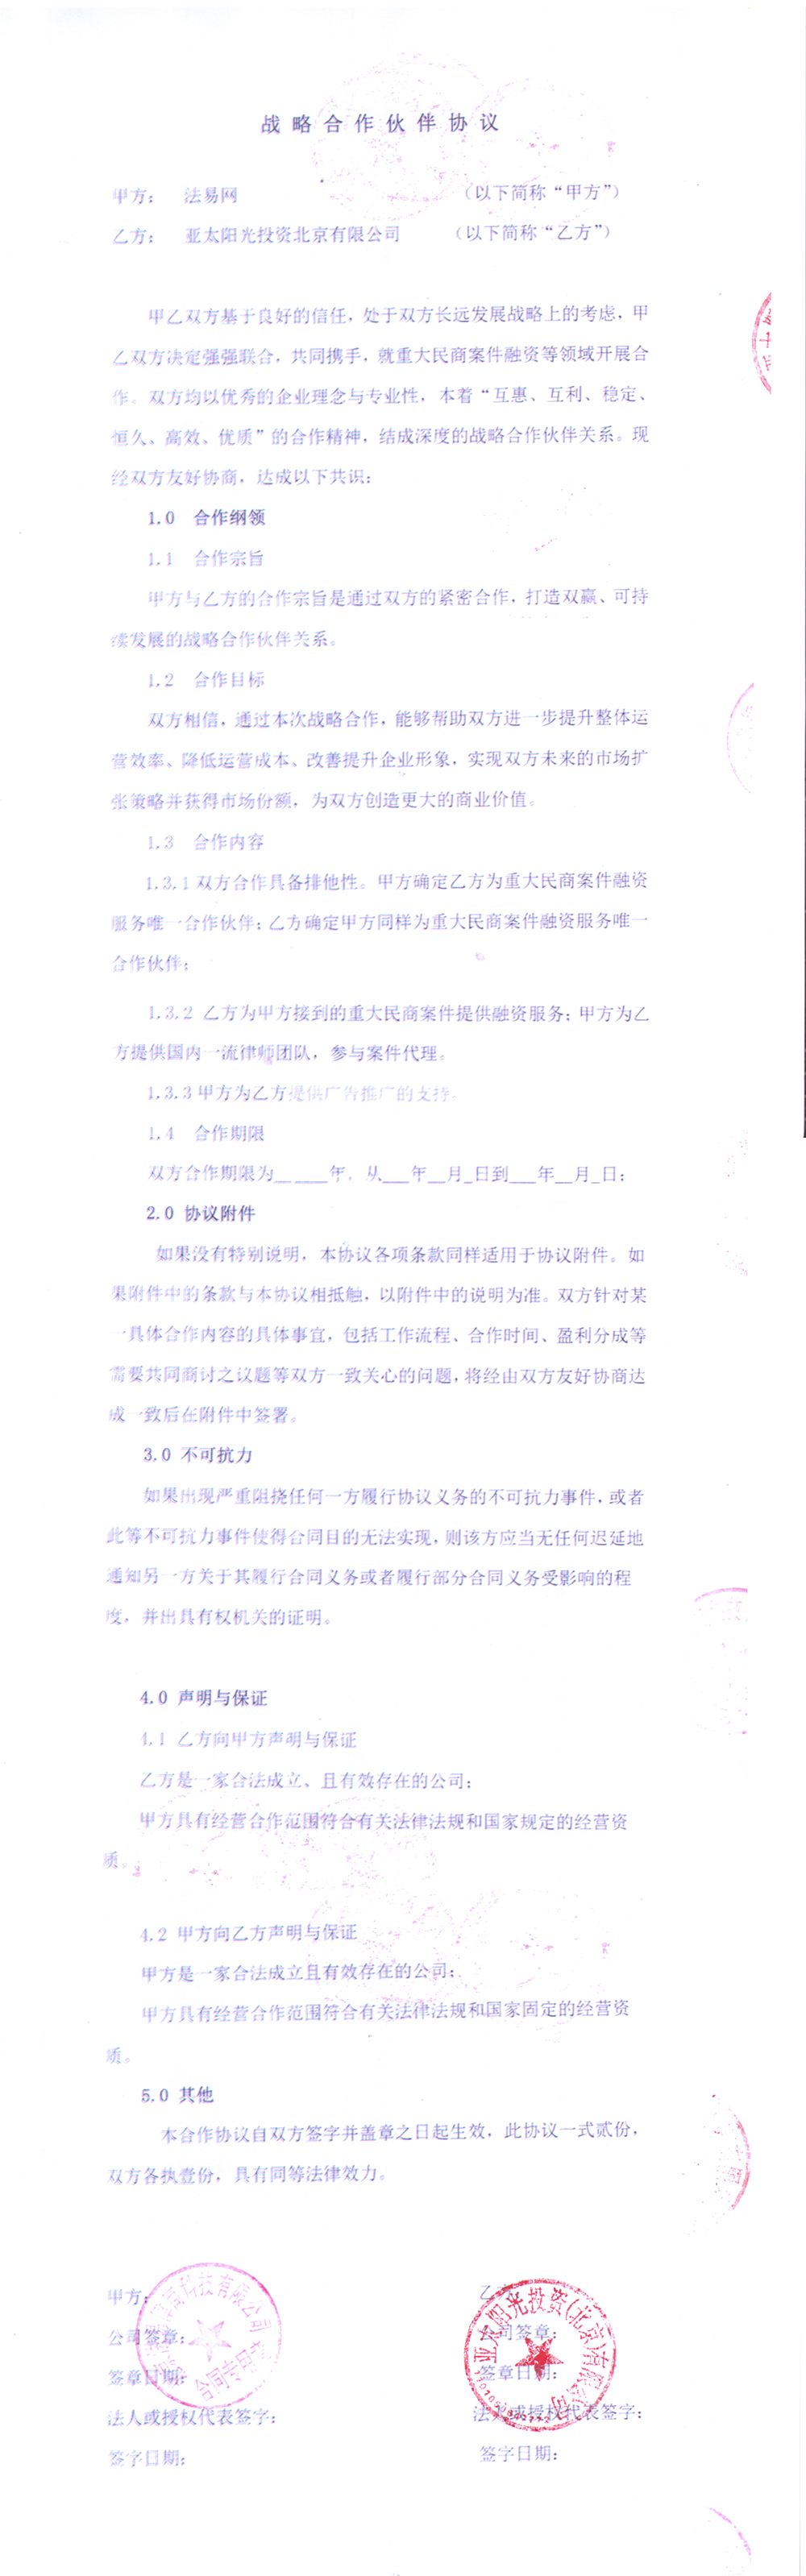 战略合作伙伴协议
甲方： 法易网 （以下简称“甲方”）
乙方： 亚太阳光投资北京有限公司 （以下简称“乙方”）
甲乙双方基于良好的信任，处于双方长远发展战略上的考虑，甲
乙双方决定强强联合，共同携手，就重大民商案件融资等领域开展合
作。双方均以优秀的企业理念与专业性，本着“互惠、互利、稳定、
恒久、高效、优质”的合作精神，结成深度的战略合作伙伴关系。现
经双方友好协商，达成以下共识：
1.0 合作纲领
1.1 合作宗旨
甲方与乙方的合作宗旨是通过双方的紧密合作，打造双赢、可持
续发展的战略合作伙伴关系。
1.2 合作目标
双方相信，通过本次战略合作，能够帮助双方进一步提升整体运
营效率、降低运营成本、改善提升企业形象，实现双方未来的市场扩
张策略并获得市场份额，为双方创造更大的商业价值。
1.3 合作内容
1.3.1 双方合作具备排他性。甲方确定乙方为重大民商案件融资
服务唯一合作伙伴；乙方确定甲方同样为重大民商案件融资服务唯一
合作伙伴；
1.3.2 乙方为甲方接到的重大民商案件提供融资服务；甲方为乙
方提供国内一流律师团队，参与案件代理。
1.3.3 甲方为乙方提供广告推广的支持。
1.4 合作期限
双方合作期限为______年，从___年__月_日到___年__月_日；
2.0 协议附件
如果没有特别说明，本协议各项条款同样适用于协议附件。如
果附件中的条款与本协议相抵触，以附件中的说明为准。双方针对某
一具体合作内容的具体事宜，包括工作流程、合作时间、盈利分成等
需要共同商讨之议题等双方一致关心的问题，将经由双方友好协商达
成一致后在附件中签署。
3.0 不可抗力
如果出现严重阻挠任何一方履行协议义务的不可抗力事件，或者
此等不可抗力事件使得合同目的无法实现，则该方应当无任何迟延地
通知另一方关于其履行合同义务或者履行部分合同义务受影响的程
度，并出具有权机关的证明。
4.0 声明与保证
4.1 乙方向甲方声明与保证
乙方是一家合法成立、且有效存在的公司；
甲方具有经营合作范围符合有关法律法规和国家规定的经营资
质。
4.2 甲方向乙方声明与保证
甲方是一家合法成立且有效存在的公司；
甲方具有经营合作范围符合有关法律法规和国家固定的经营资
质。
5.0 其他
本合作协议自双方签字并盖章之日起生效，此协议一式贰份，
双方各执壹份，具有同等法律效力。
甲方： 乙方
公司签章： 公司签章：
签章日期： 签章日期：
法人或授权代表签字： 法人或授权代表签字：
签字日期： 签字日期：
科技有限公司
合同专用章
亚太阳光投资(北京)有限公司